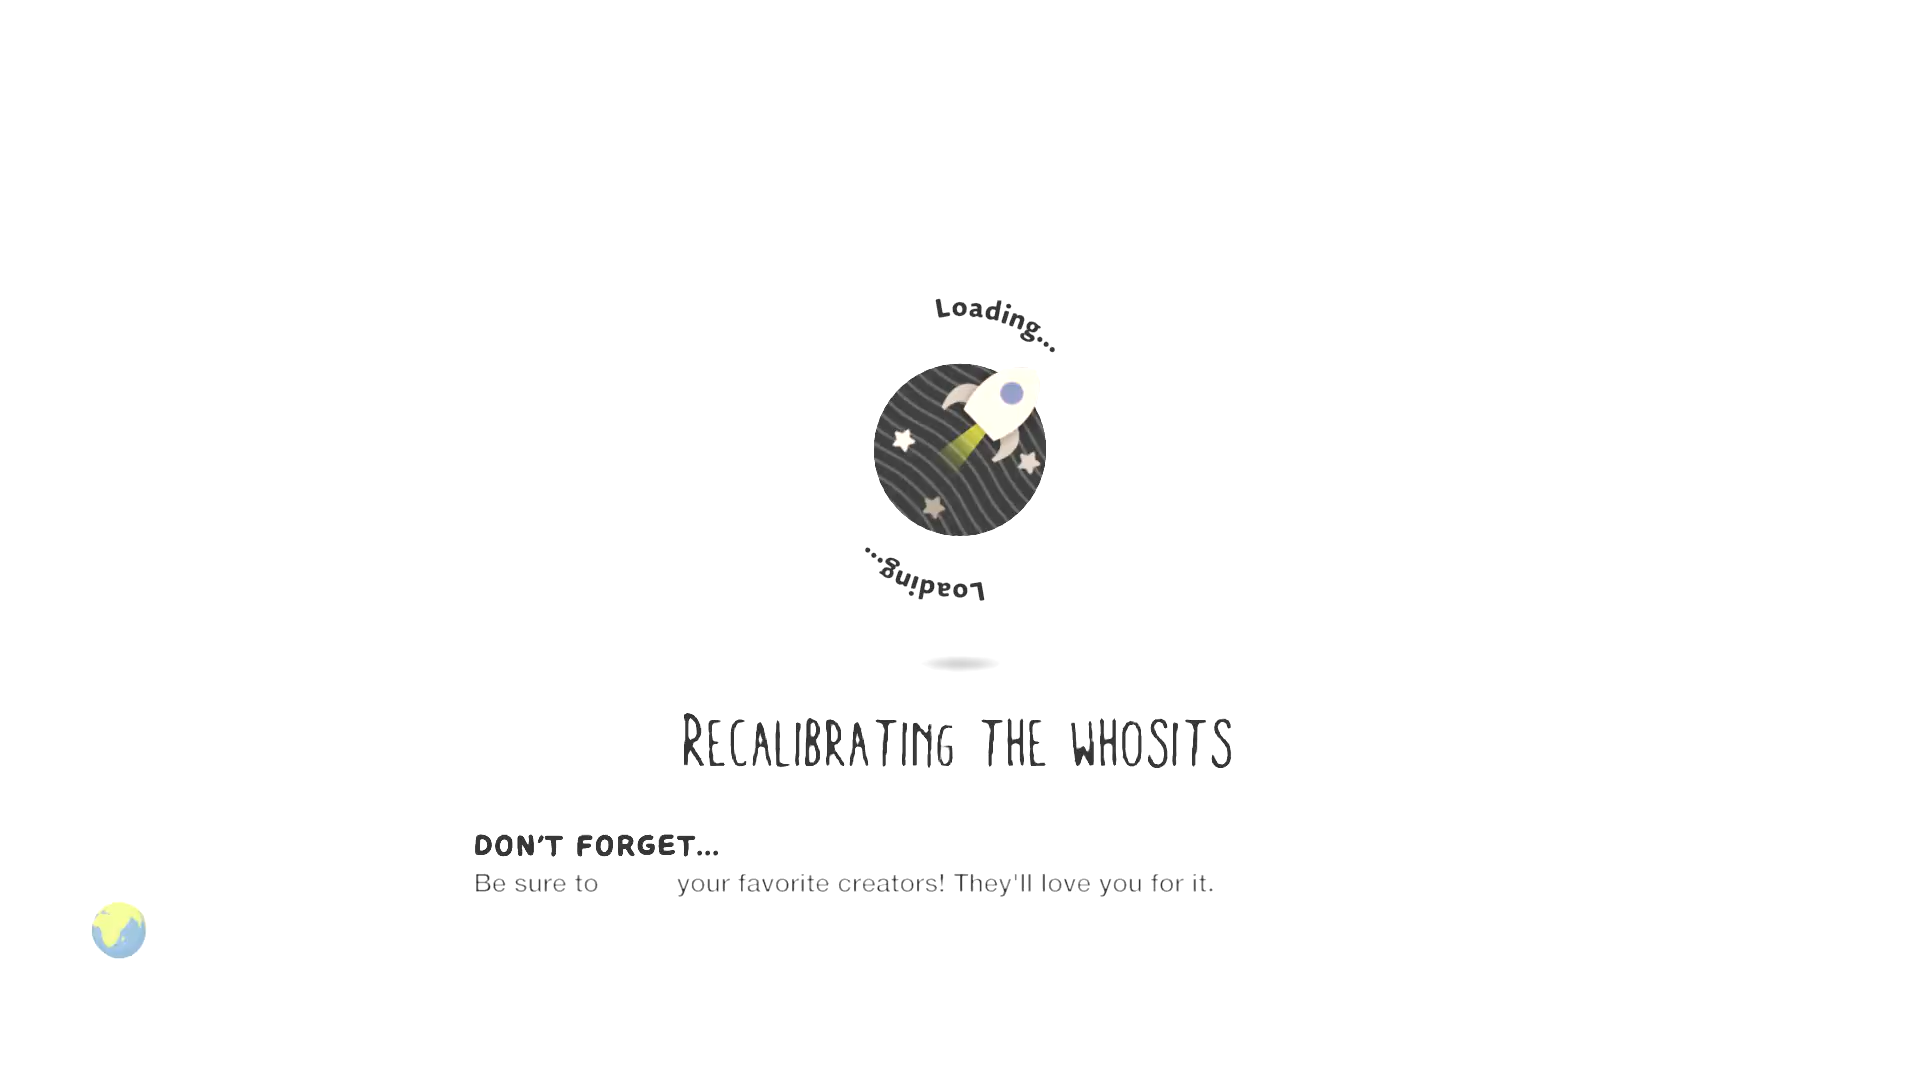 Loading...
Loading...
RECALIBRATING THE WHOSITS
DON'T FORGET...
Be sure to your favorite creators! They'll love you for it.